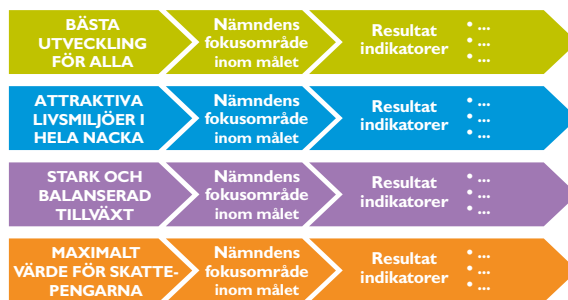 BÄSTA
UTVECKLING
FÖR ALLA
Nämndens
fokusområde
inom målet
Resultat
indikatorer
• ...
• ...
• ...
ATTRAKTIVA
LIVSMILJÖER I
HELA NACKA
Nämndens
fokusområde
inom målet
Resultat
indikatorer
• ...
• ...
• ...
STARK OCH
BALANSERAD
TILLVÄXT
Nämndens
fokusområde
inom målet
Resultat
indikatorer
• ...
• ...
• ...
MAXIMALT
VÄRDE FÖR SKATTE-
PENGARNA
Nämndens
fokusområde
inom målet
Resultat
indikatorer
• ...
• ...
• ...